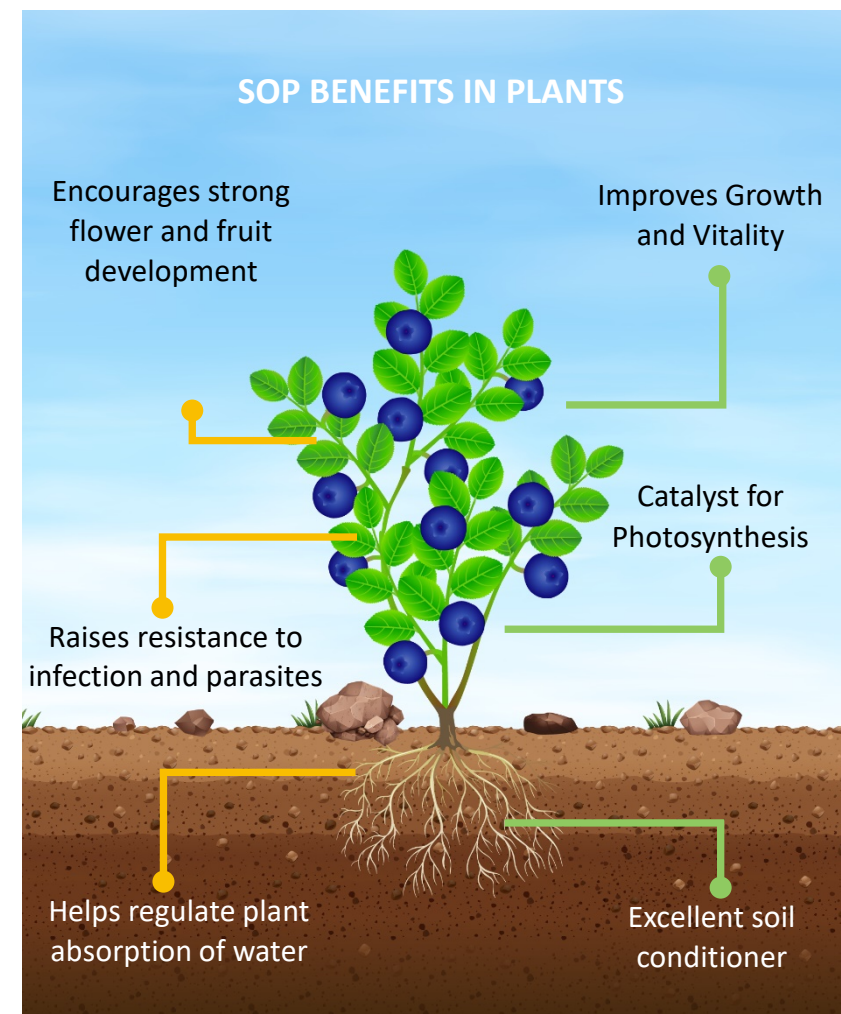 SOP BENEFITS IN PLANTS
Encourages strong
flower and fruit
development
Improves Growth
and Vitality
Catalyst for
Photosynthesis
Raises resistance to
infection and parasites
Helps regulate plant
absorption of water
Excellent soil
conditioner